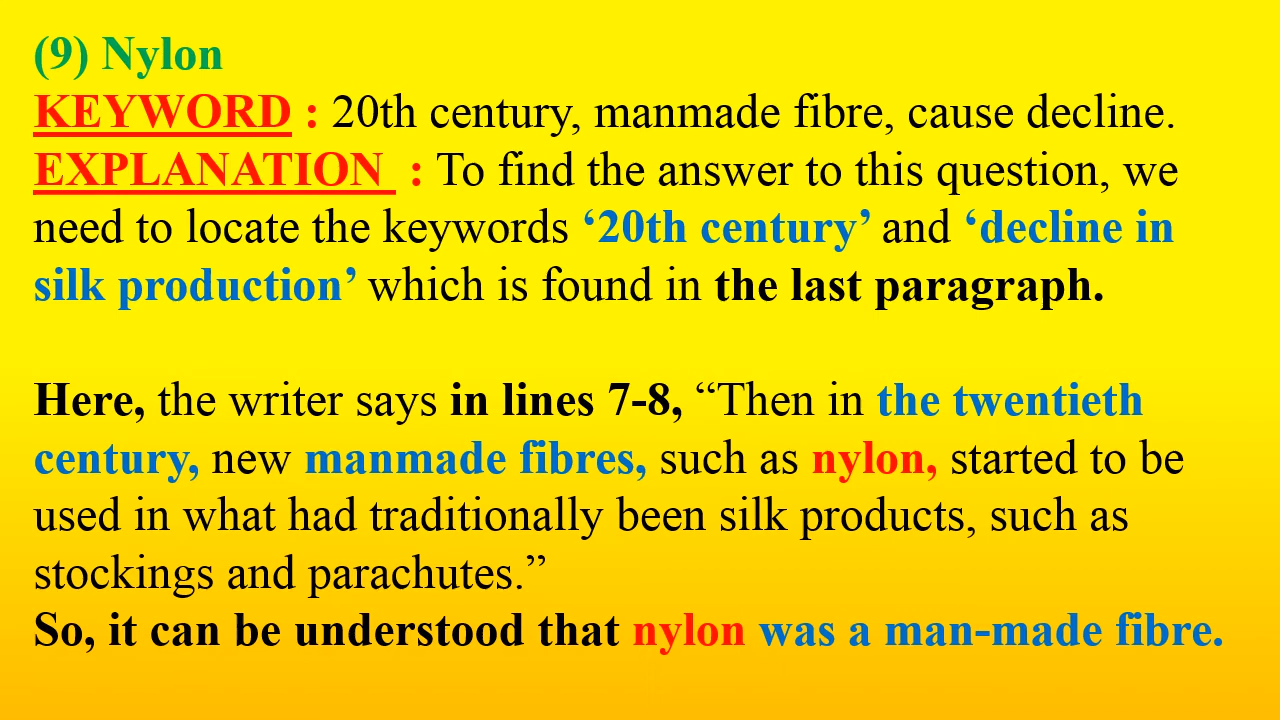 (9) Nylon
KEYWORD : 20th century, manmade fibre, cause decline.
EXPLANATION : To find the answer to this question, we
need to locate the keywords ‘20th century’ and ‘decline in
silk production’ which is found in the last paragraph.
Here, the writer says in lines 7-8, “Then in the twentieth
century, new manmade fibres, such as nylon, started to be
used in what had traditionally been silk products, such as
stockings and parachutes.”
So, it can be understood that nylon was a man-made fibre.